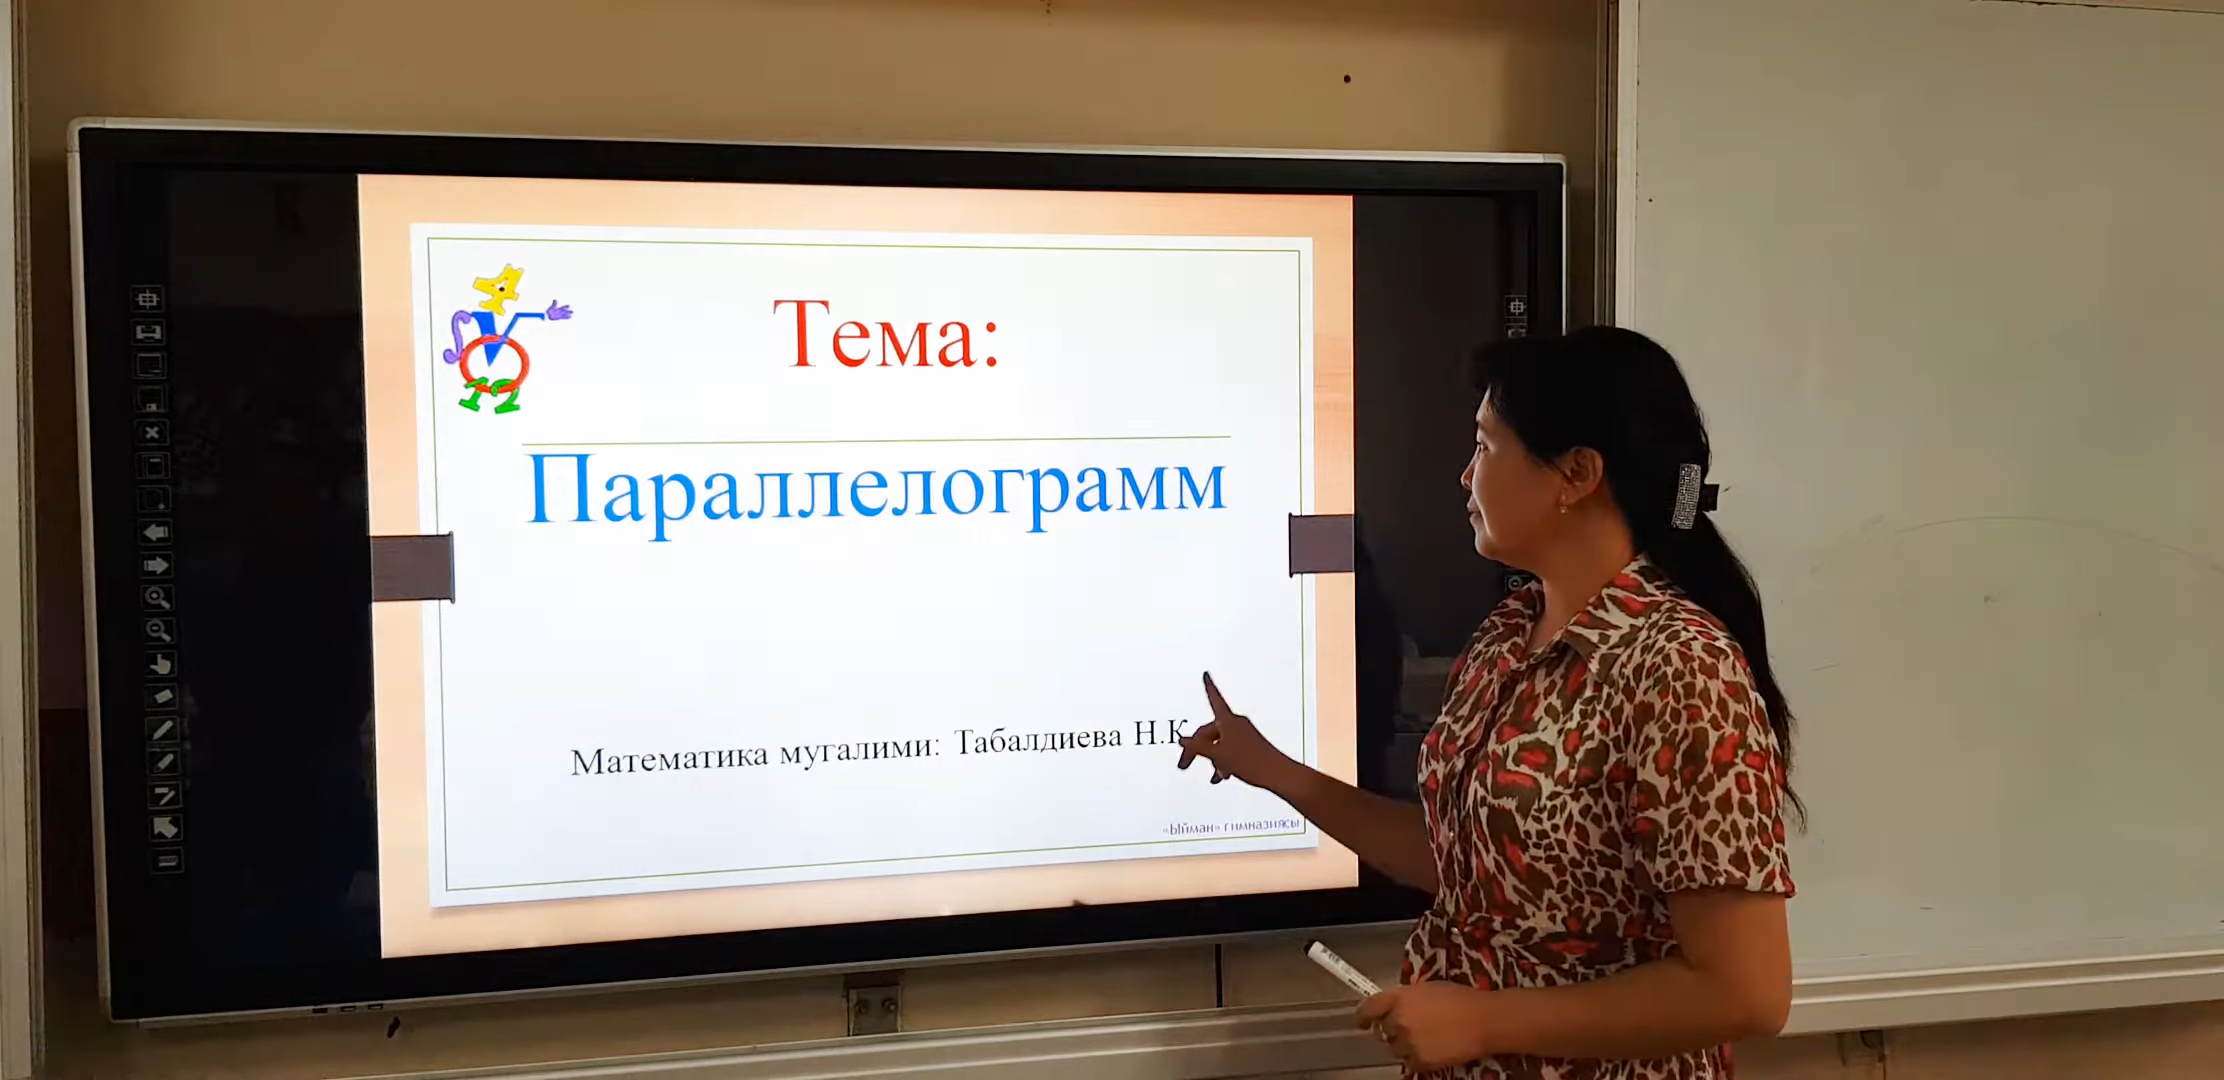 Тема:
Параллелограмм
Математика мугалими: Табалдиева Н.К
«Ыйман» гимназиясы